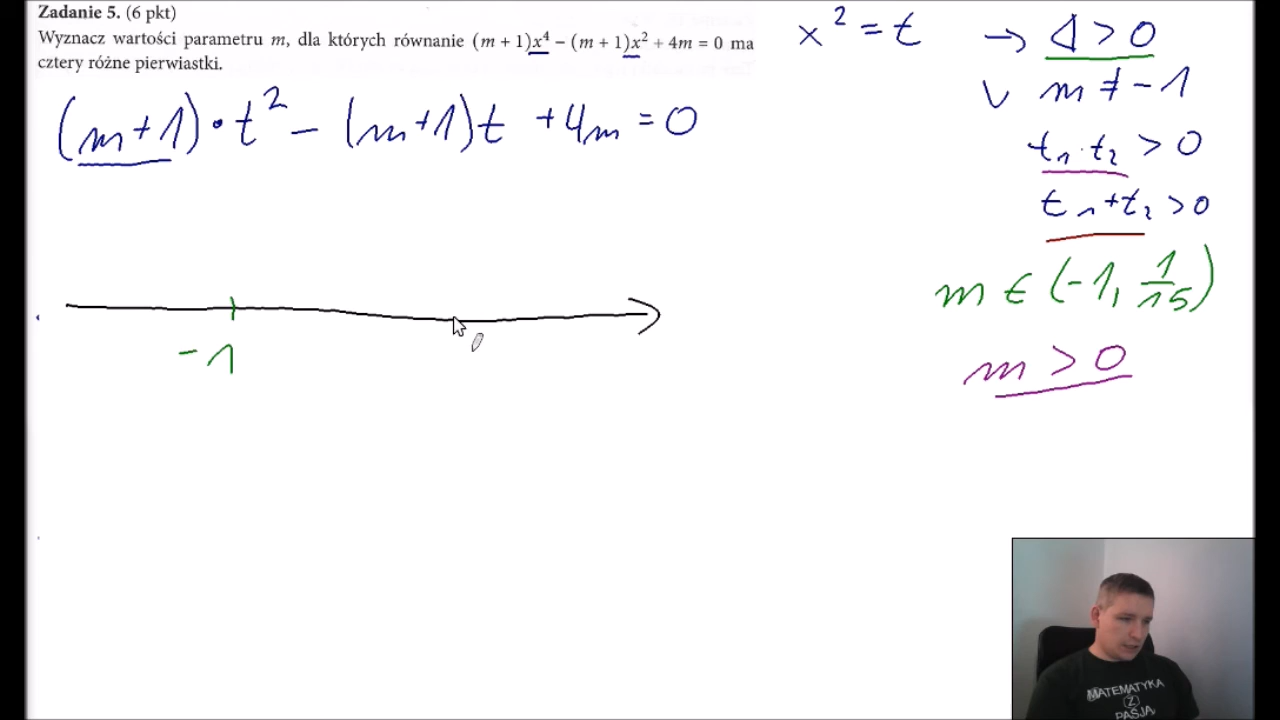 Zadanie 5. (6 pkt)
Wyznacz wartości parametru m, dla których równanie (m + 1)x⁴ − (m + 1)x² + 4m = 0 ma
cztery różne pierwiastki.
(m+1)·t² − (m+1)t +4m = 0
x² = t
→ Δ > 0
∨ m ≠ −1
t₁·t₂ > 0
t₁+t₂ > 0
m ∈ (−1, 1/15)
m > 0
−1
MATEMATYKA
Z
PASJĄ